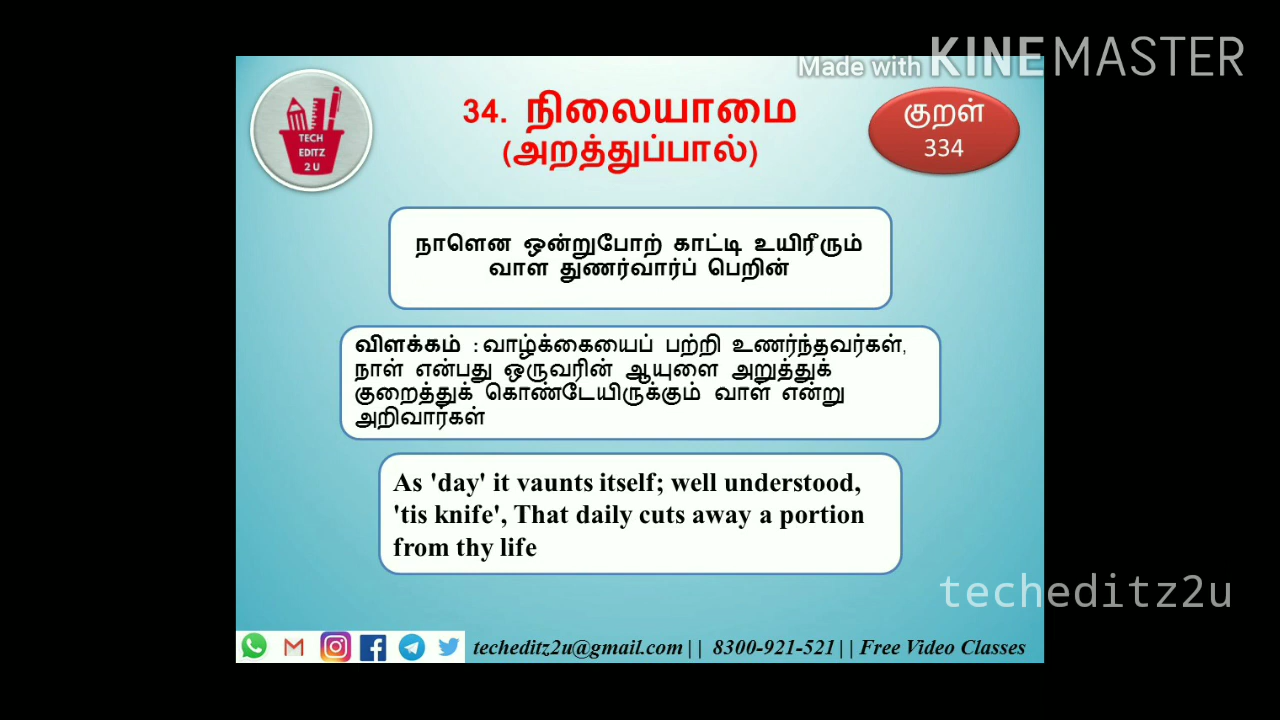 Made with KINEMASTER
34. நிலையாமை
(அறத்துப்பால்)
குறள்
334
TECH
EDITZ
2 U
நாளென ஒன்றுபோற் காட்டி உயிரீரும்
வாள துணர்வார்ப் பெறின்
விளக்கம் :வாழ்க்கையைப் பற்றி உணர்ந்தவர்கள்,
நாள் என்பது ஒருவரின் ஆயுளை அறுத்துக்
குறைத்துக் கொண்டேயிருக்கும் வாள் என்று
அறிவார்கள்
As 'day' it vaunts itself; well understood,
'tis knife', That daily cuts away a portion
from thy life
techeditz2u
techeditz2u@gmail.com || 8300-921-521|| Free Video Classes